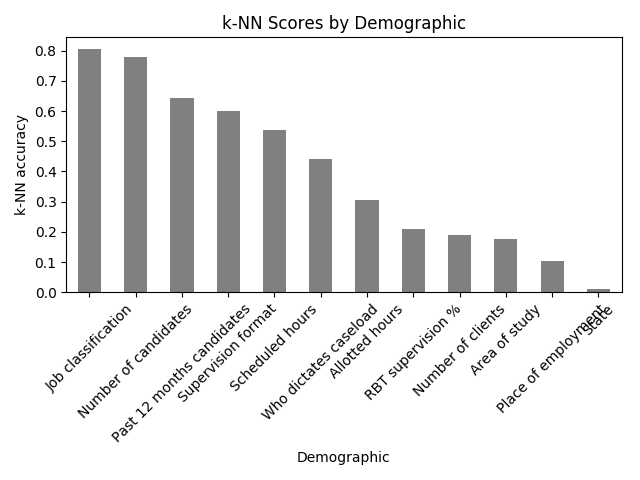 k-NN Scores by Demographic
k-NN accuracy
0.8
0.7
0.6
0.5
0.4
0.3
0.2
0.1
0.0
Job classification
Number of candidates
Past 12 months candidates
Supervision format
Scheduled hours
Who dictates caseload
Allotted hours
RBT supervision %
Number of clients
Area of study
Place of employment
State
Demographic